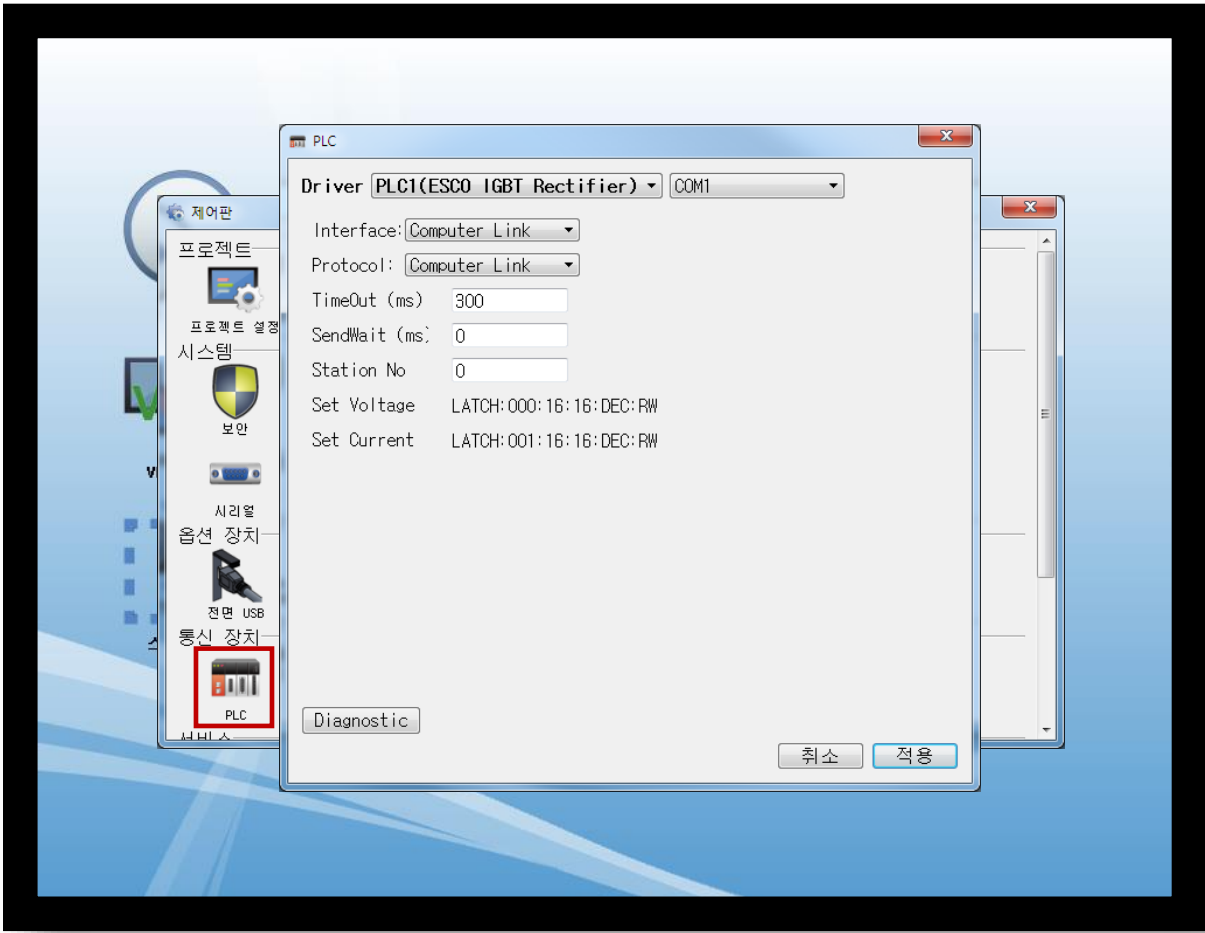 PLC
Driver PLC1(ESCO IGBT Rectifier) COM1
Interface: Computer Link
Protocol: Computer Link
TimeOut (ms) 300
SendWait (ms) 0
Station No 0
Set Voltage LATCH:000:16:16:DEC:RW
Set Current LATCH:001:16:16:DEC:RW
Diagnostic
취소 적용
제어판
프로젝트
프로젝트 설정
시스템
보안
시리얼
옵션 장치
전면 USB
통신 장치
PLC
서비스